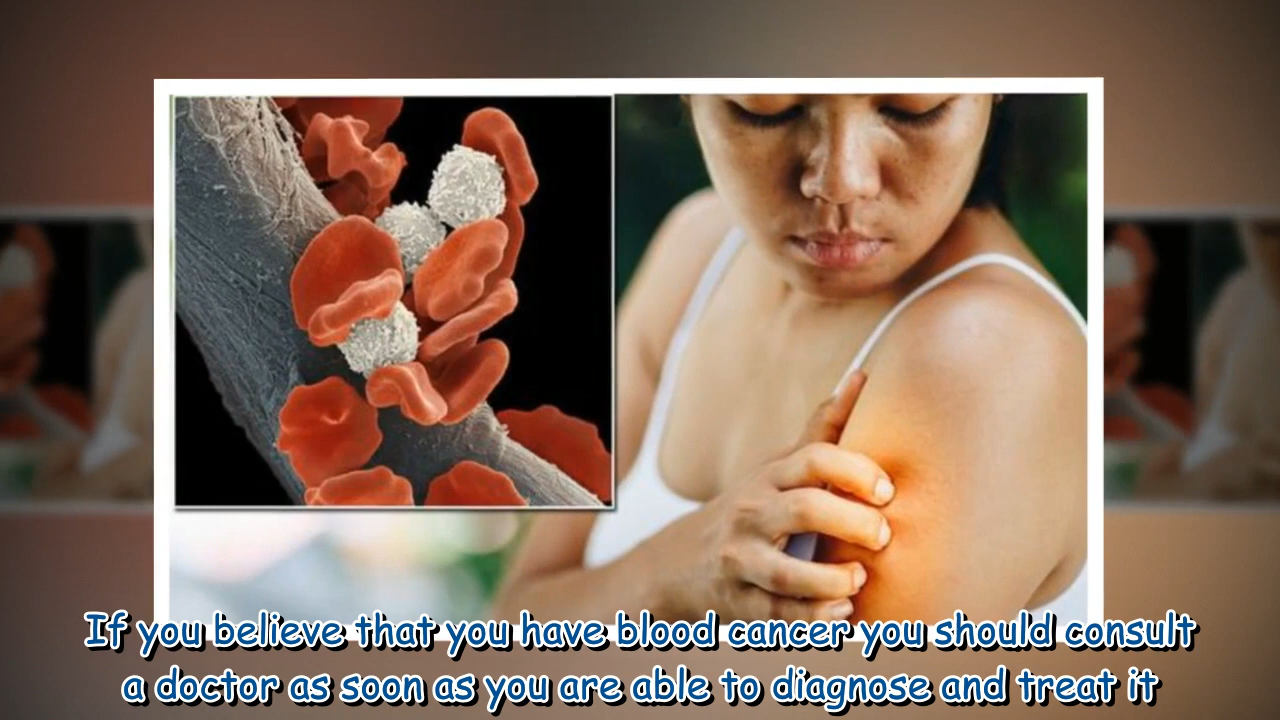 If you believe that you have blood cancer you should consult
a doctor as soon as you are able to diagnose and treat it